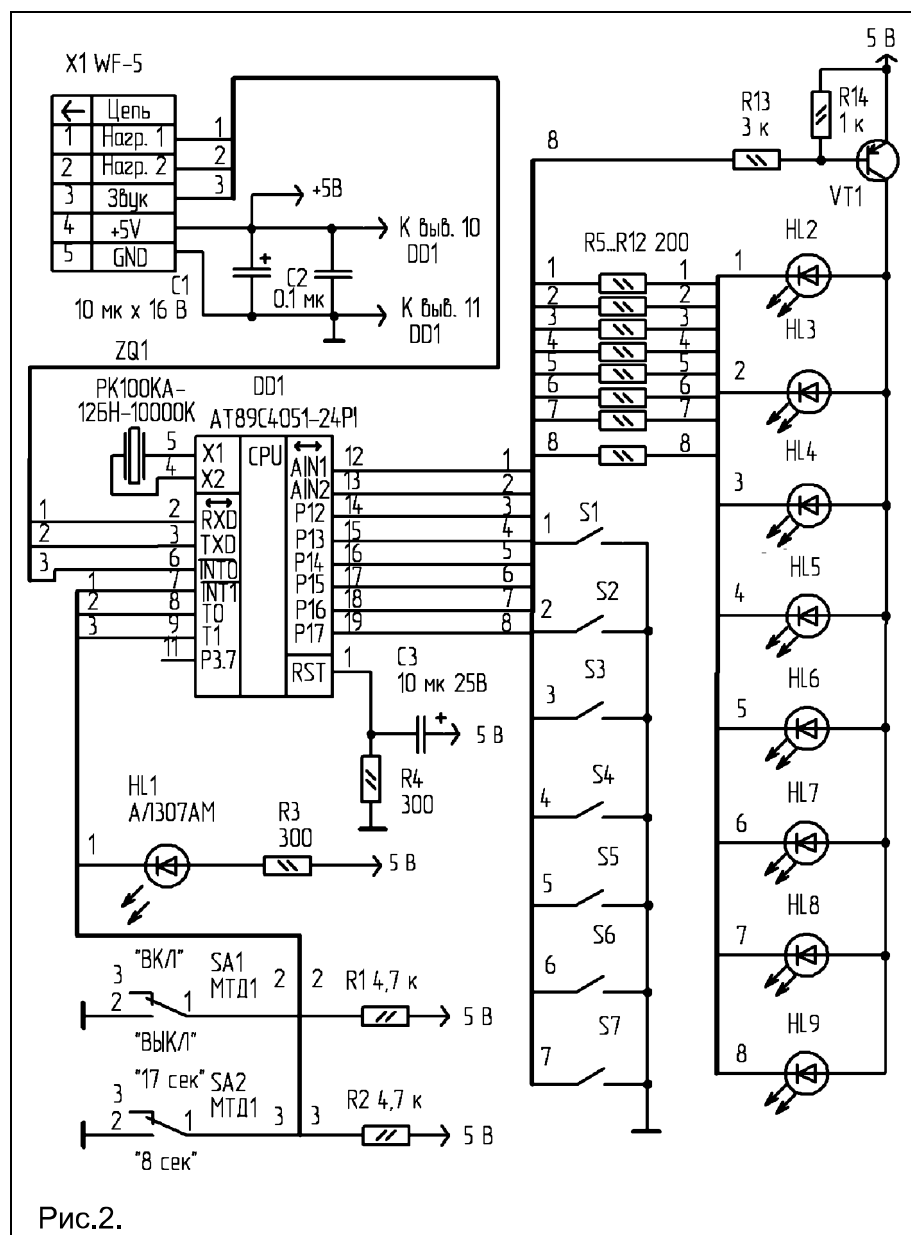 5 В
X1 WF-5
Цепь
1 Нагр. 1 1
2 Нагр. 2 2
3 Звук 3
4 +5V
5 GND
+5В
К выв. 10
DD1
К выв. 11
DD1
C1
10 мк x 16 В
C2
0.1 мк
R13
3 к
R14
1 к
8
VT1
R5...R12 200
1 1
2 2
3 3
4 4
5 5
6 6
7 7
8 8
HL2
1
HL3
2
HL4
3
HL5
4
HL6
5
HL7
6
HL8
7
HL9
8
ZQ1
РК100КА-
12БН-10000К
DD1
AT89C4051-24PI
CPU
5 X1
4 X2
1 2 RXD
2 3 TXD
3 6 INT0
1 7 INT1
2 8 T0
3 9 T1
11 P3.7
AIN1 12 1
AIN2 13 2
P12 14 3
P13 15 4
P14 16 5
P15 17 6
P16 18 7
P17 19 8
RST 1
C3
10 мк 25В
+
5 В
R4
300
1 S1
2 S2
3 S3
4 S4
5 S5
6 S6
7 S7
HL1
АЛ307АМ
1
R3
300
5 В
"ВКЛ"
3
2
1
SA1
МТД1
2 2
R1 4,7 к
5 В
"ВЫКЛ"
"17 сек"
3
2
1
SA2
МТД1
3 3
R2 4,7 к
5 В
"8 сек"
Рис.2.